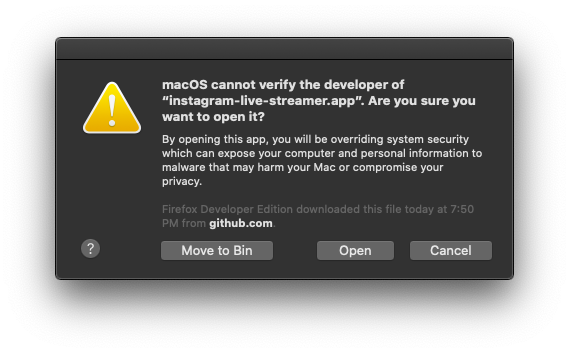 macOS cannot verify the developer of
“instagram-live-streamer.app”. Are you sure you
want to open it?
By opening this app, you will be overriding system security
which can expose your computer and personal information to
malware that may harm your Mac or compromise your
privacy.
Firefox Developer Edition downloaded this file today at 7:50
PM from github.com.
?
Move to Bin
Open
Cancel